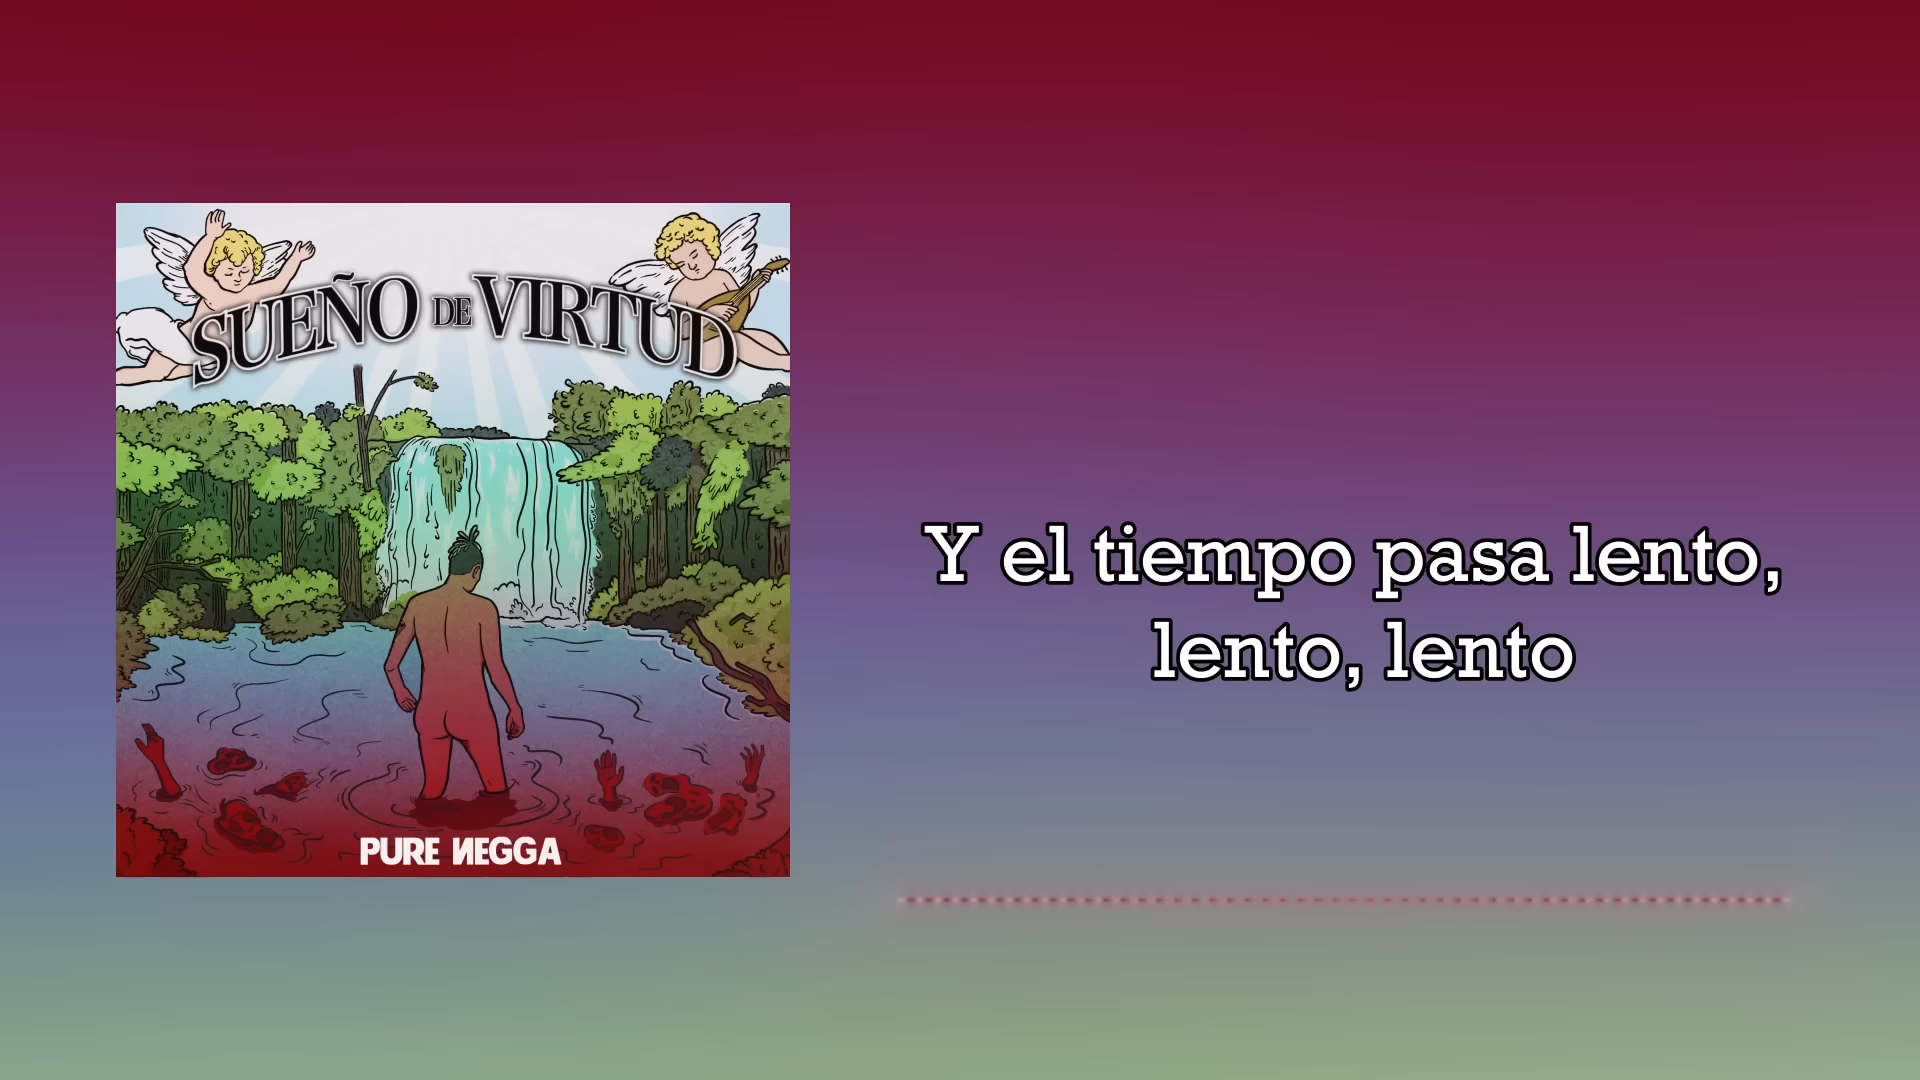 SUEÑO DE VIRTUD
PURE NEGGA
Y el tiempo pasa lento,
lento, lento